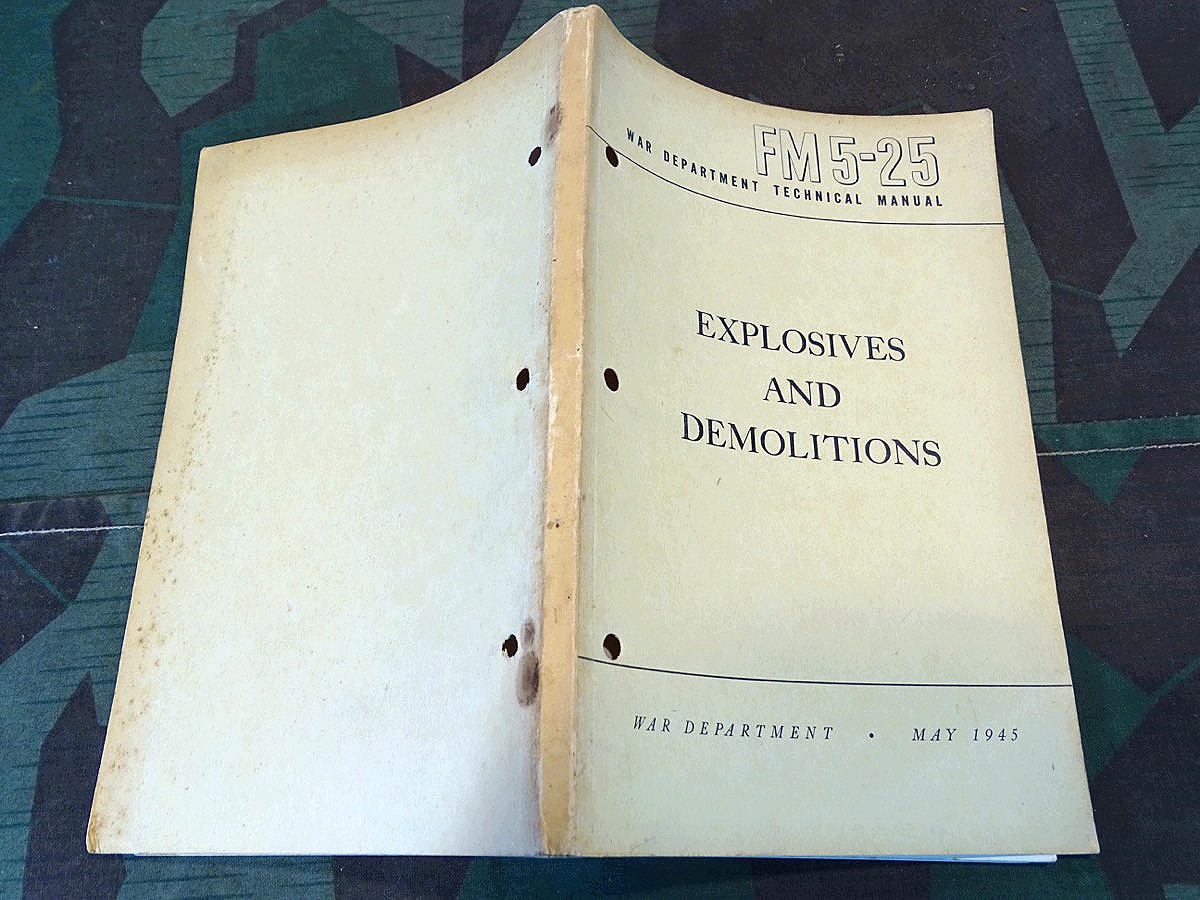 FM 5-25
WAR DEPARTMENT TECHNICAL MANUAL
EXPLOSIVES
AND
DEMOLITIONS
WAR DEPARTMENT • MAY 1945